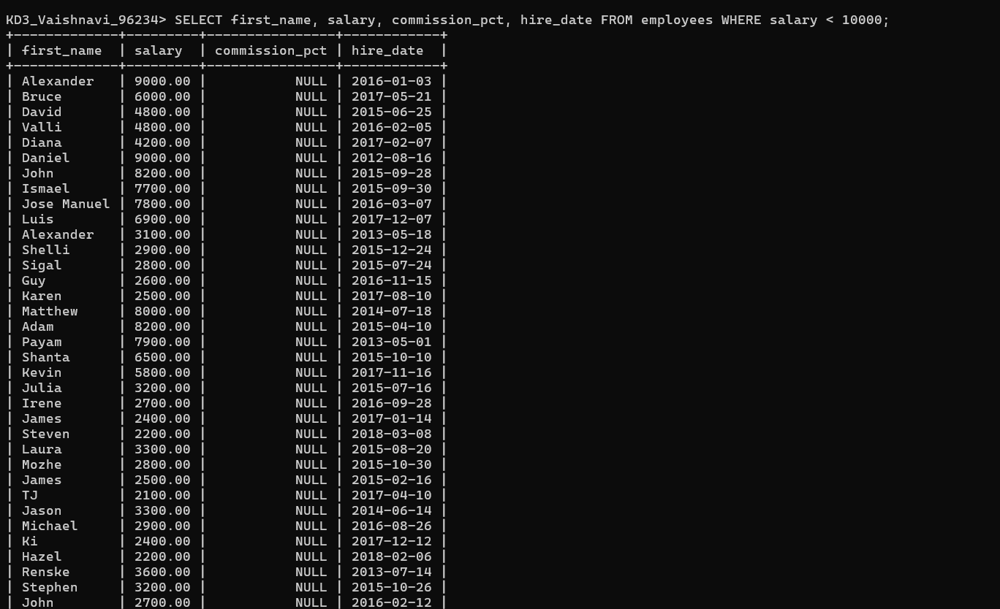 KD3_Vaishnavi_96234> SELECT first_name, salary, commission_pct, hire_date FROM employees WHERE salary < 10000;
+-------------+---------+----------------+------------+
| first_name  | salary  | commission_pct | hire_date  |
+-------------+---------+----------------+------------+
| Alexander   | 9000.00 |           NULL | 2016-01-03 |
| Bruce       | 6000.00 |           NULL | 2017-05-21 |
| David       | 4800.00 |           NULL | 2015-06-25 |
| Valli       | 4800.00 |           NULL | 2016-02-05 |
| Diana       | 4200.00 |           NULL | 2017-02-07 |
| Daniel      | 9000.00 |           NULL | 2012-08-16 |
| John        | 8200.00 |           NULL | 2015-09-28 |
| Ismael      | 7700.00 |           NULL | 2015-09-30 |
| Jose Manuel | 7800.00 |           NULL | 2016-03-07 |
| Luis        | 6900.00 |           NULL | 2017-12-07 |
| Alexander   | 3100.00 |           NULL | 2013-05-18 |
| Shelli      | 2900.00 |           NULL | 2015-12-24 |
| Sigal       | 2800.00 |           NULL | 2015-07-24 |
| Guy         | 2600.00 |           NULL | 2016-11-15 |
| Karen       | 2500.00 |           NULL | 2017-08-10 |
| Matthew     | 8000.00 |           NULL | 2014-07-18 |
| Adam        | 8200.00 |           NULL | 2015-04-10 |
| Payam       | 7900.00 |           NULL | 2013-05-01 |
| Shanta      | 6500.00 |           NULL | 2015-10-10 |
| Kevin       | 5800.00 |           NULL | 2017-11-16 |
| Julia       | 3200.00 |           NULL | 2015-07-16 |
| Irene       | 2700.00 |           NULL | 2016-09-28 |
| James       | 2400.00 |           NULL | 2017-01-14 |
| Steven      | 2200.00 |           NULL | 2018-03-08 |
| Laura       | 3300.00 |           NULL | 2015-08-20 |
| Mozhe       | 2800.00 |           NULL | 2015-10-30 |
| James       | 2500.00 |           NULL | 2015-02-16 |
| TJ          | 2100.00 |           NULL | 2017-04-10 |
| Jason       | 3300.00 |           NULL | 2014-06-14 |
| Michael     | 2900.00 |           NULL | 2016-08-26 |
| Ki          | 2400.00 |           NULL | 2017-12-12 |
| Hazel       | 2200.00 |           NULL | 2018-02-06 |
| Renske      | 3600.00 |           NULL | 2013-07-14 |
| Stephen     | 3200.00 |           NULL | 2015-10-26 |
| John        | 2700.00 |           NULL | 2016-02-12 |